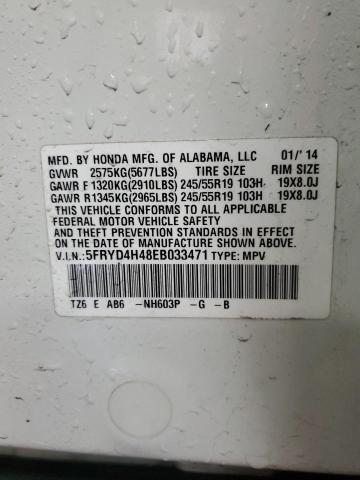 MFD. BY HONDA MFG. OF ALABAMA, LLC 01/'14
GVWR 2575KG(5677LBS) TIRE SIZE RIM SIZE
GAWR F 1320KG(2910LBS) 245/55R19 103H 19X8.0J
GAWR R1345KG(2965LBS) 245/55R19 103H 19X8.0J
THIS VEHICLE CONFORMS TO ALL APPLICABLE
FEDERAL MOTOR VEHICLE SAFETY
AND THEFT PREVENTION STANDARDS IN EFFECT
ON THE DATE OF MANUFACTURE SHOWN ABOVE.
V.I.N.: 5FRYD4H48EB033471 TYPE: MPV
TZ6 E AB6 -NH603P -G -B